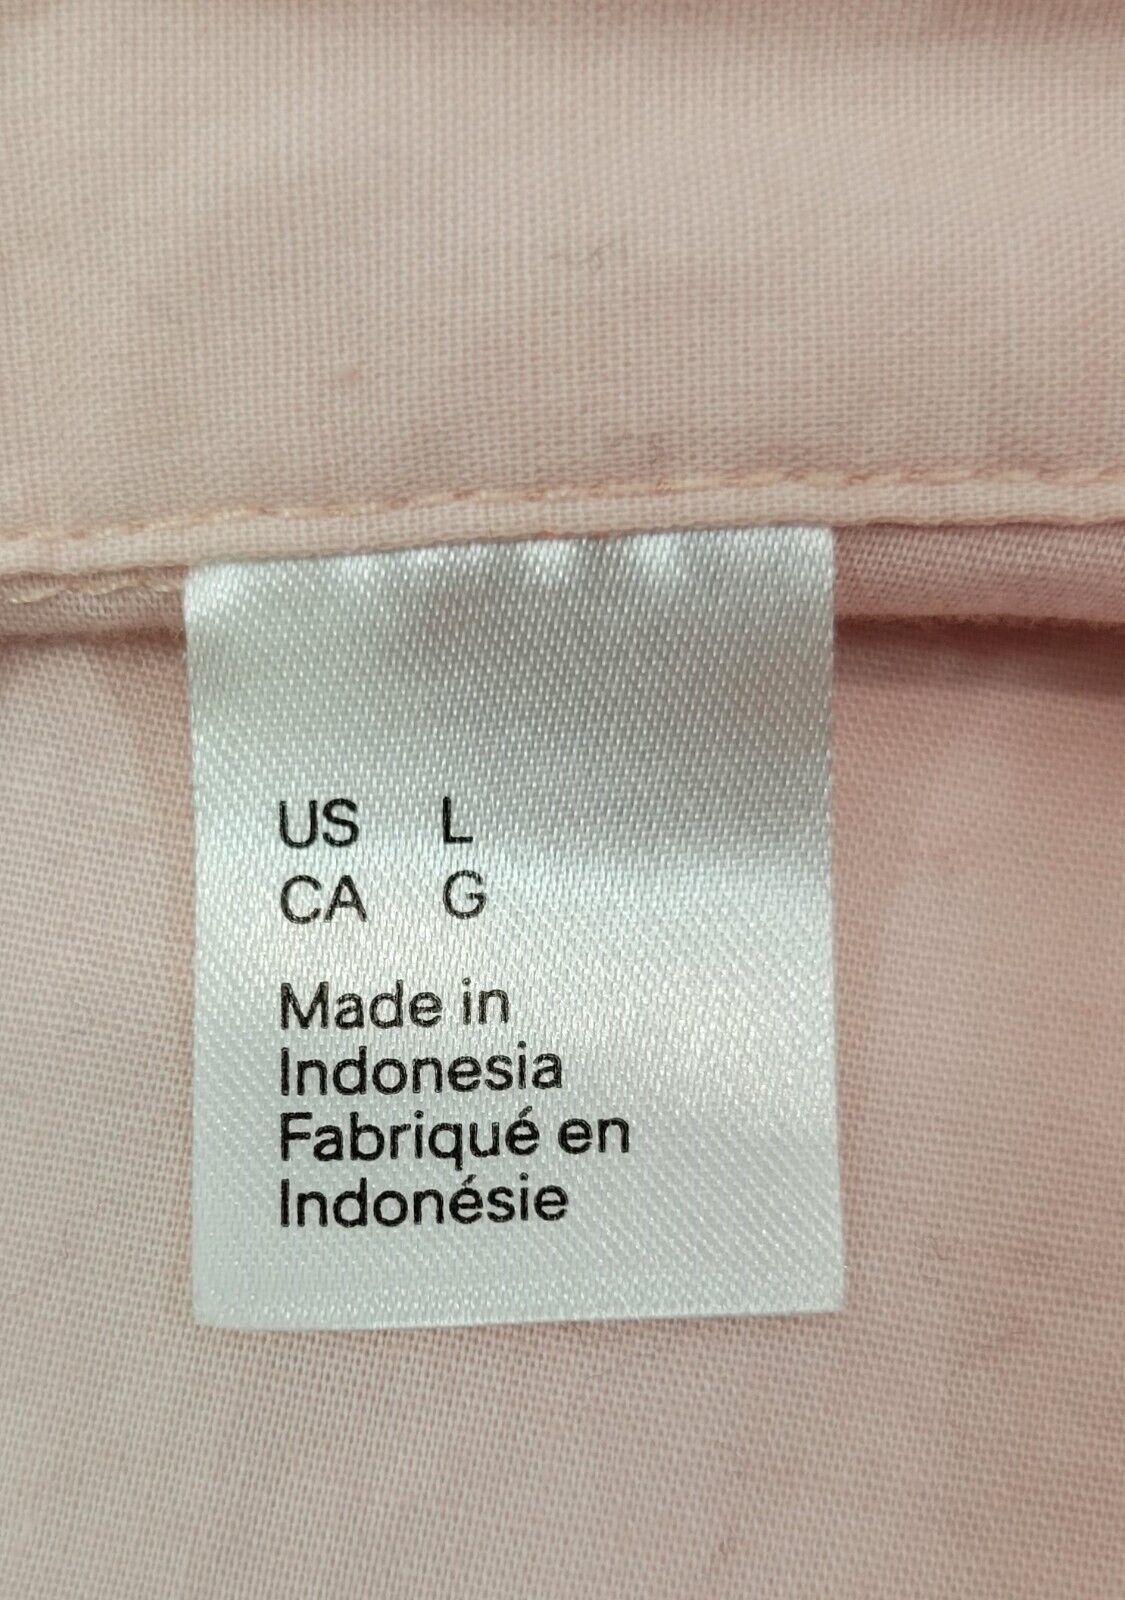 US L
CA G
Made in
Indonesia
Fabriqué en
Indonésie